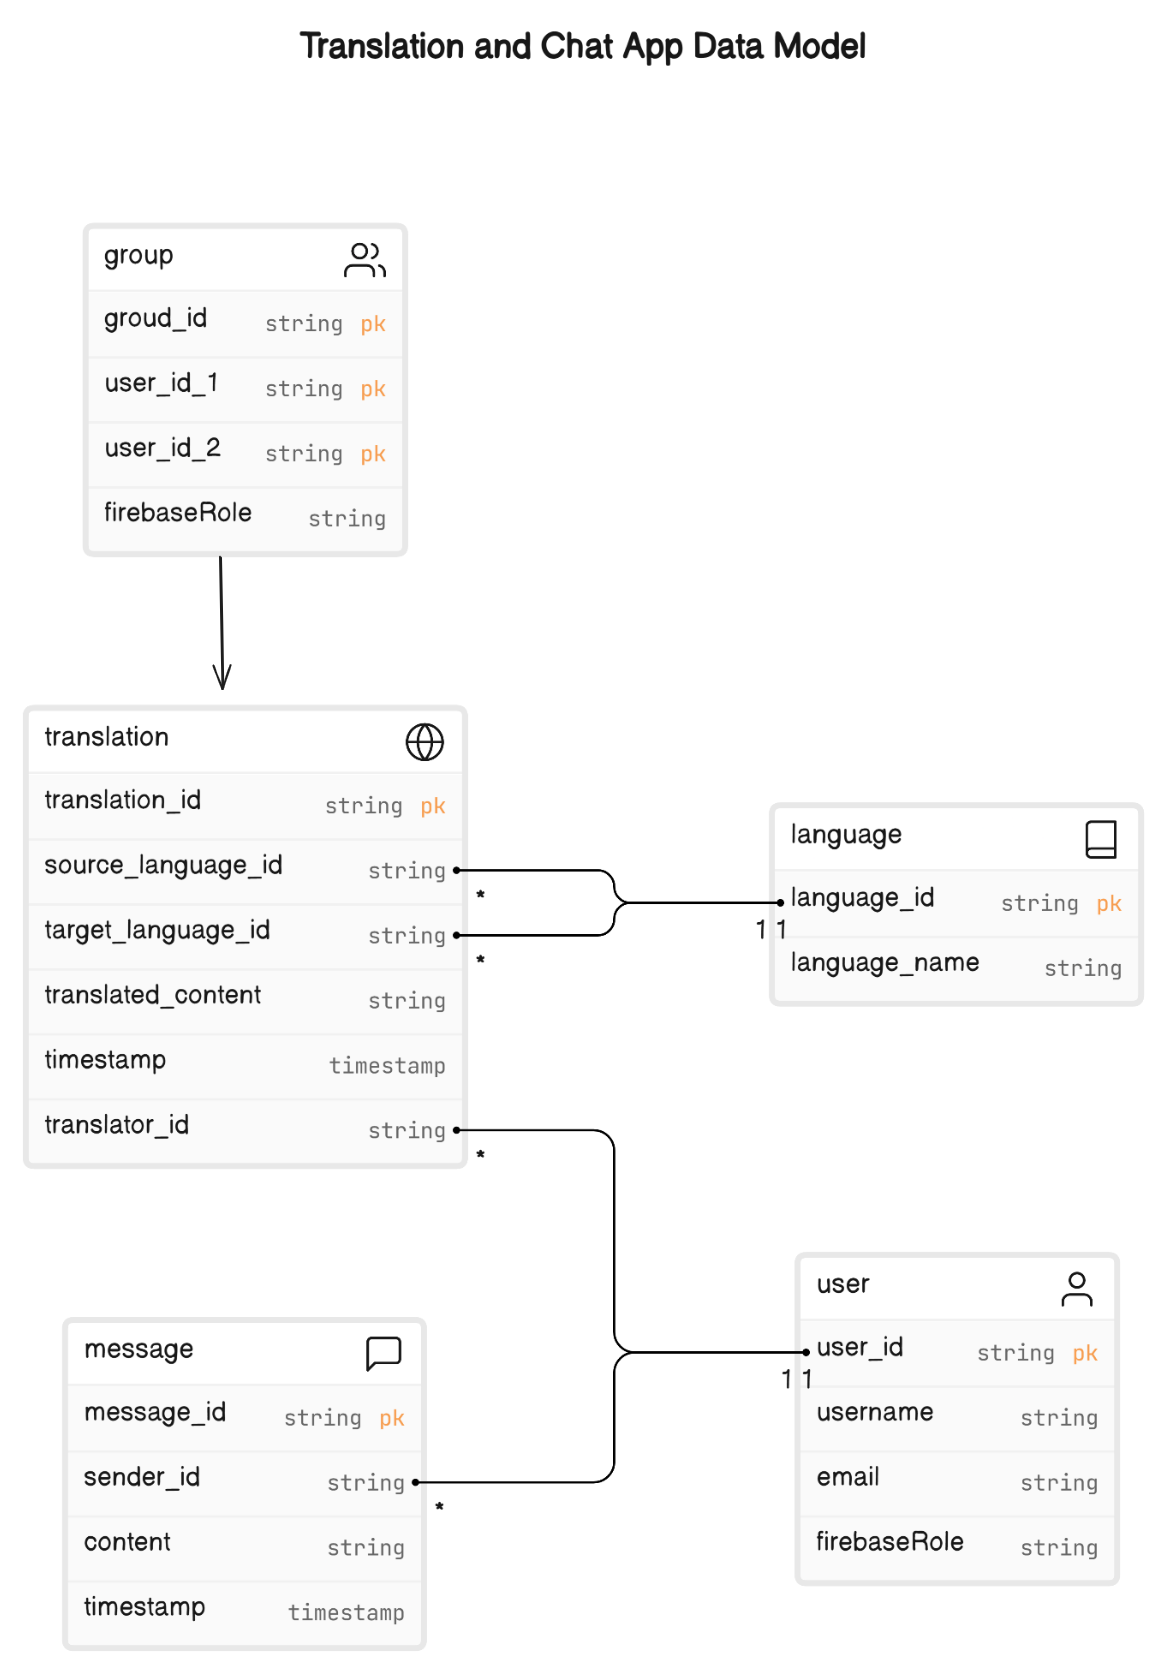 Translation and Chat App Data Model
group
groud_id string pk
user_id_1 string pk
user_id_2 string pk
firebaseRole string
translation
translation_id string pk
source_language_id string
*
target_language_id string
*
translated_content string
timestamp timestamp
translator_id string
*
language
language_id string pk
1 1
language_name string
message
message_id string pk
sender_id string
*
content string
timestamp timestamp
user
user_id string pk
1 1
username string
email string
firebaseRole string